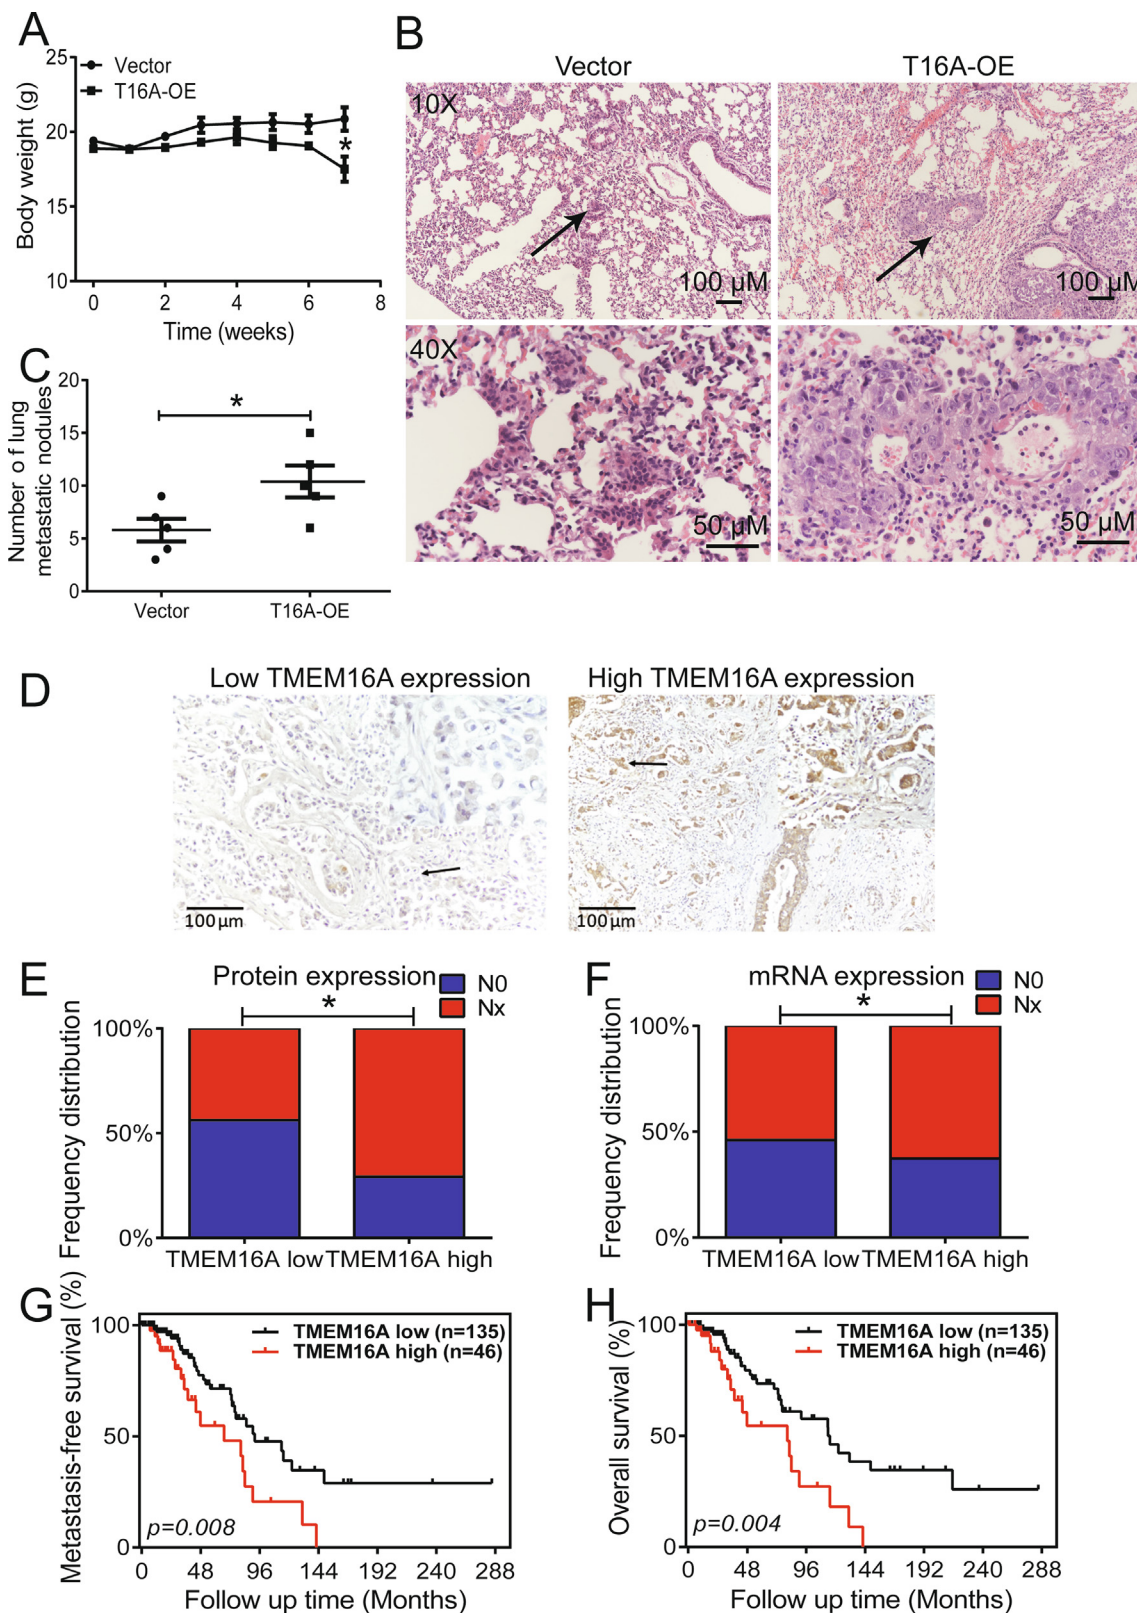 A
Body weight (g)
25
20
15
10
Vector
T16A-OE
*
0
2
4
6
8
Time (weeks)
B
Vector
T16A-OE
10X
100 µM
100 µM
40X
50 µM
50 µM
C
Number of lung
metastatic nodules
20
15
10
5
0
*
Vector
T16A-OE
D
Low TMEM16A expression
High TMEM16A expression
100 µm
100 µm
E
Protein expression
N0
Nx
*
Frequency distribution
100%
50%
0%
TMEM16A low
TMEM16A high
F
mRNA expression
N0
Nx
*
Frequency distribution
100%
50%
0%
TMEM16A low
TMEM16A high
G
Metastasis-free survival (%)
100
50
0
TMEM16A low (n=135)
TMEM16A high (n=46)
p=0.008
0 48 96 144 192 240 288
Follow up time (Months)
H
Overall survival (%)
100
50
0
TMEM16A low (n=135)
TMEM16A high (n=46)
p=0.004
0 48 96 144 192 240 288
Follow up time (Months)